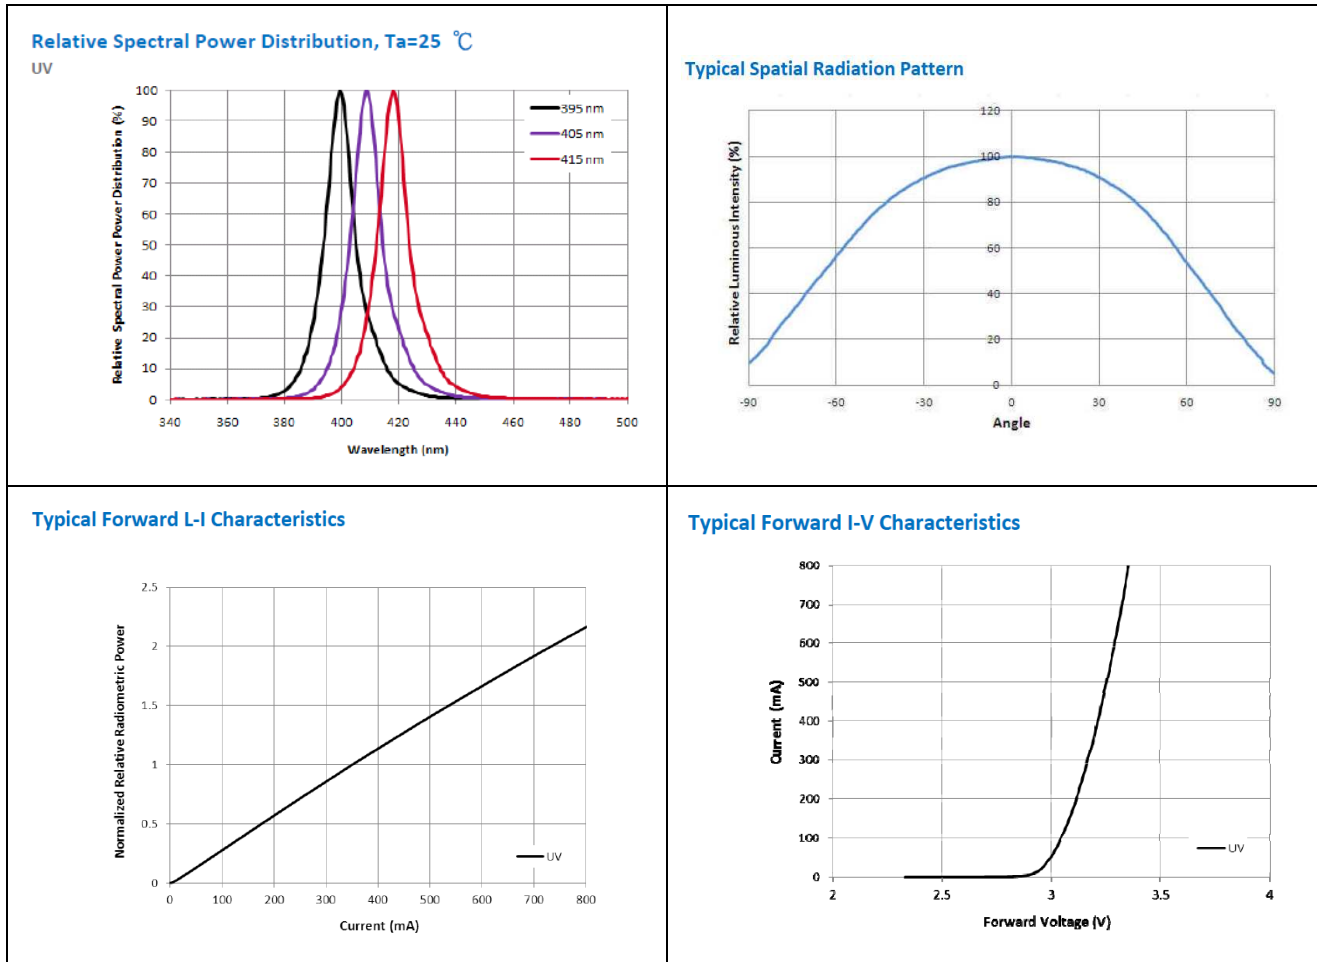 Relative Spectral Power Distribution, Ta=25 ℃
UV
Relative Spectral Power Power Distribution (%)
100
90
80
70
60
50
40
30
20
10
0
395 nm
405 nm
415 nm
340 360 380 400 420 440 460 480 500
Wavelength (nm)
Typical Spatial Radiation Pattern
Relative Luminous Intensity (%)
120
100
80
60
40
20
0
-90 -60 -30 0 30 60 90
Angle
Typical Forward L-I Characteristics
Normalized Relative Radiometric Power
2.5
2
1.5
1
0.5
0
UV
0 100 200 300 400 500 600 700 800
Current (mA)
Typical Forward I-V Characteristics
Current (mA)
800
700
600
500
400
300
200
100
0
UV
2 2.5 3 3.5 4
Forward Voltage (V)